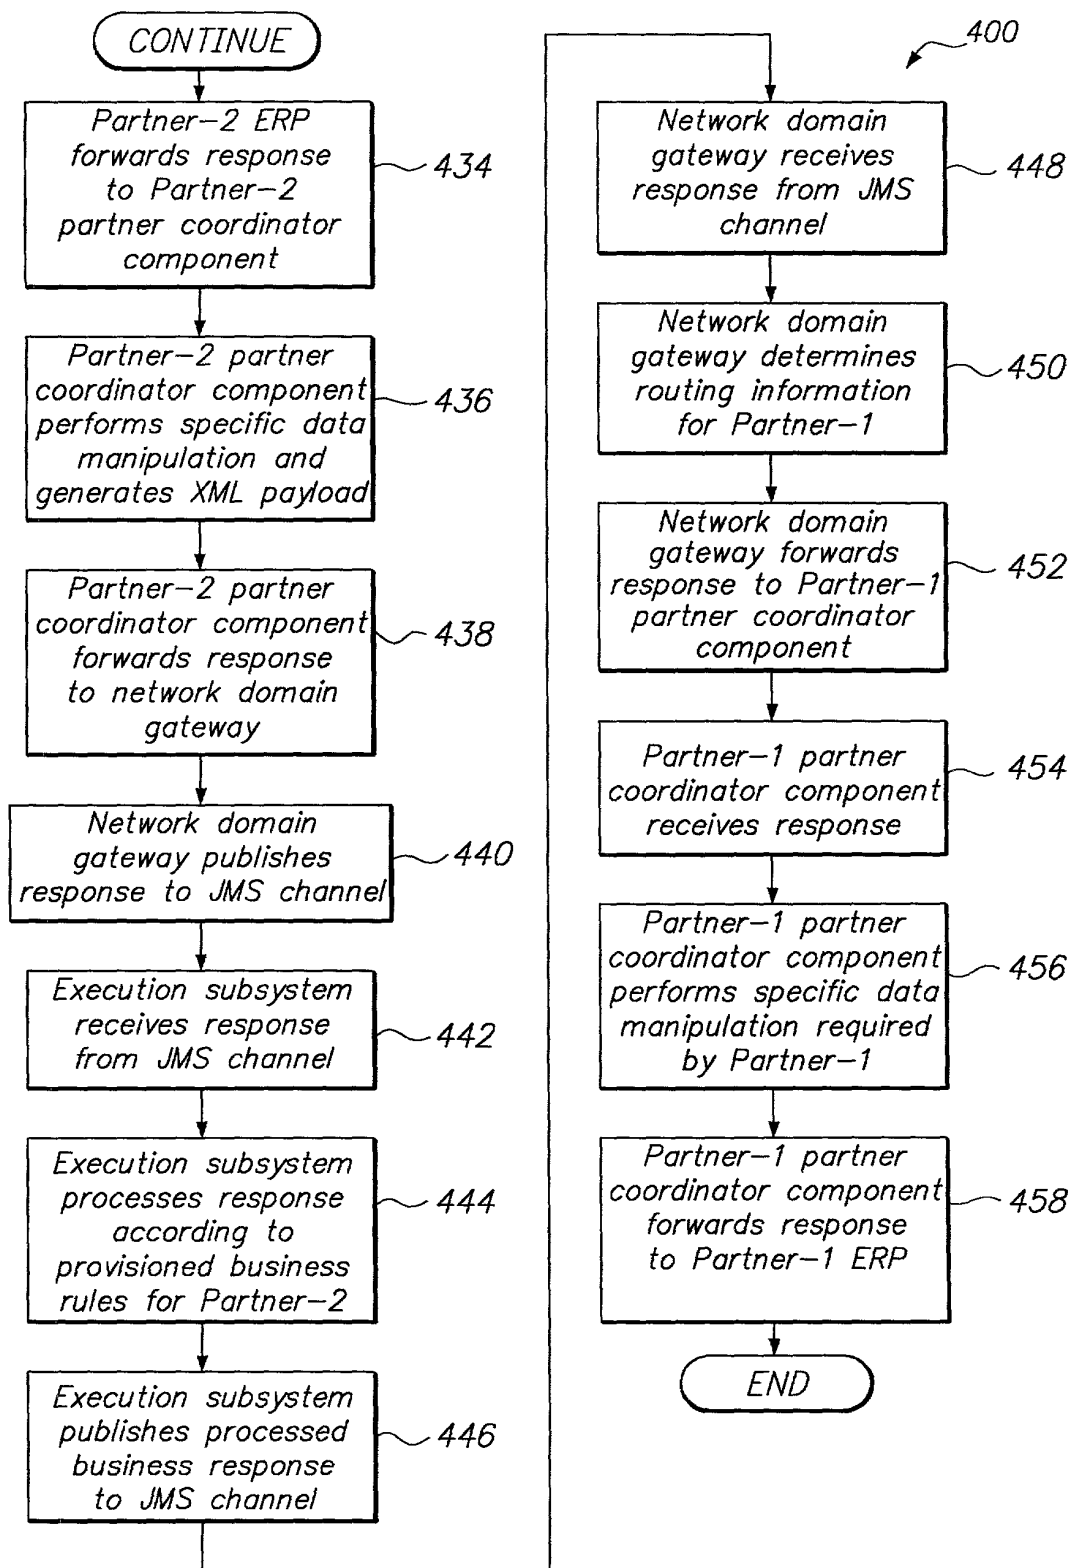 CONTINUE
Partner-2 ERP
forwards response
to Partner-2
partner coordinator
component
434
Partner-2 partner
coordinator component
performs specific data
manipulation and
generates XML payload
436
Partner-2 partner
coordinator component
forwards response
to network domain
gateway
438
Network domain
gateway publishes
response to JMS channel
440
Execution subsystem
receives response
from JMS channel
442
Execution subsystem
processes response
according to
provisioned business
rules for Partner-2
444
Execution subsystem
publishes processed
business response
to JMS channel
446
400
Network domain
gateway receives
response from JMS
channel
448
Network domain
gateway determines
routing information
for Partner-1
450
Network domain
gateway forwards
response to Partner-1
partner coordinator
component
452
Partner-1 partner
coordinator component
receives response
454
Partner-1 partner
coordinator component
performs specific data
manipulation required
by Partner-1
456
Partner-1 partner
coordinator component
forwards response
to Partner-1 ERP
458
END